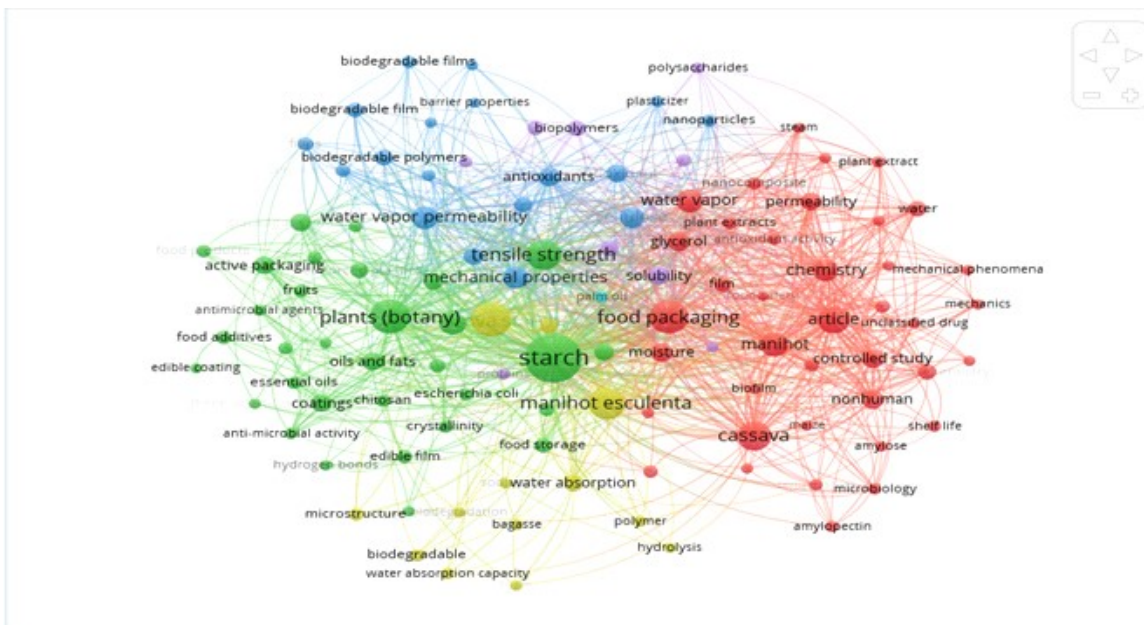 biodegradable films
polysaccharides
biodegradable film
barrier properties
plasticizer
nanoparticles
biopolymers
steam
biodegradable polymers
plant extract
antioxidants
nanocomposite
water vapor
permeability
water
water vapor permeability
plant extracts
glycerol
antioxidant activity
food products
tensile strength
active packaging
mechanical properties
solubility
chemistry
mechanical phenomena
fruits
film
palm oil
mechanics
antimicrobial agents
plants (botany)
food packaging
article
unclassified drug
food additives
starch
moisture
manihot
controlled study
edible coating
oils and fats
essential oils
biofilm
coatings
chitosan
escherichia coli
manihot esculenta
nonhuman
anti-microbial activity
crystallinity
food storage
cassava
maize
shelf life
amylose
hydrogen bonds
edible film
water absorption
microbiology
microstructure
biodegradation
bagasse
polymer
amylopectin
biodegradable
hydrolysis
water absorption capacity